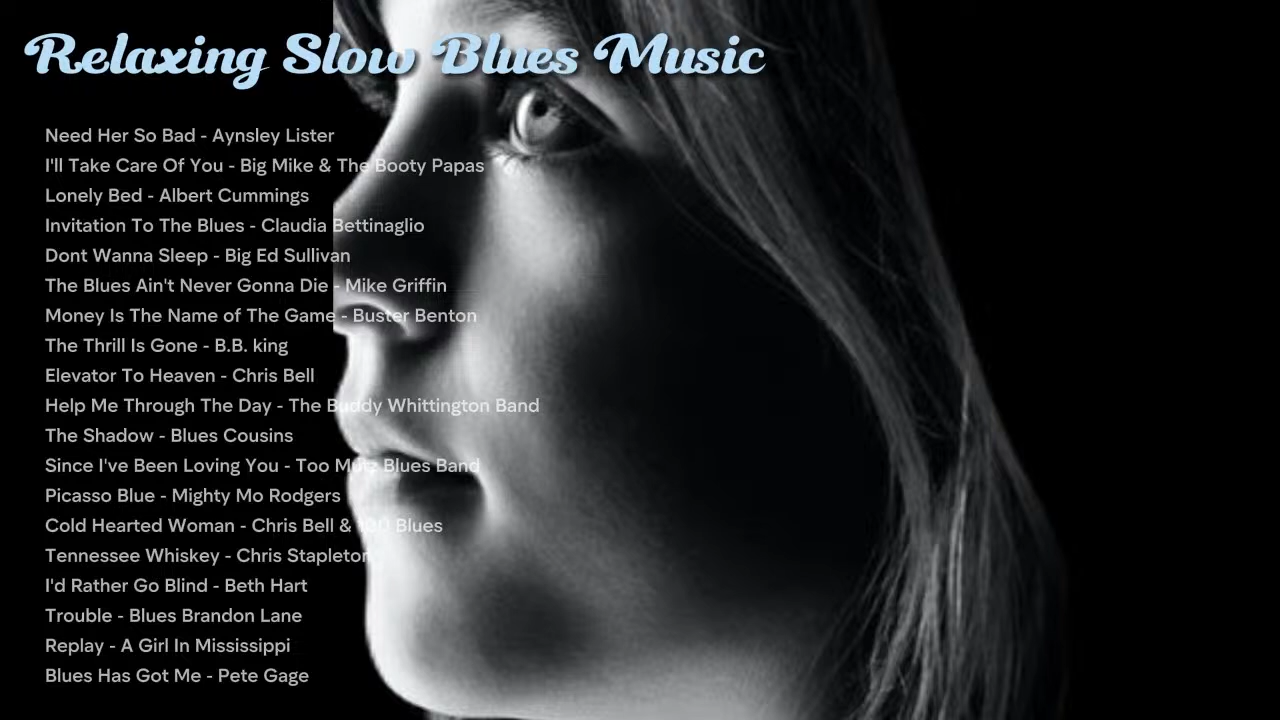 Relaxing Slow Blues Music
Need Her So Bad - Aynsley Lister
I'll Take Care Of You - Big Mike & The Booty Papas
Lonely Bed - Albert Cummings
Invitation To The Blues - Claudia Bettinaglio
Dont Wanna Sleep - Big Ed Sullivan
The Blues Ain't Never Gonna Die - Mike Griffin
Money Is The Name of The Game - Buster Benton
The Thrill Is Gone - B.B. king
Elevator To Heaven - Chris Bell
Help Me Through The Day - The Buddy Whittington Band
The Shadow - Blues Cousins
Since I've Been Loving You - Too Mutz Blues Band
Picasso Blue - Mighty Mo Rodgers
Cold Hearted Woman - Chris Bell & 100 Blues
Tennessee Whiskey - Chris Stapleton
I'd Rather Go Blind - Beth Hart
Trouble - Blues Brandon Lane
Replay - A Girl In Mississippi
Blues Has Got Me - Pete Gage